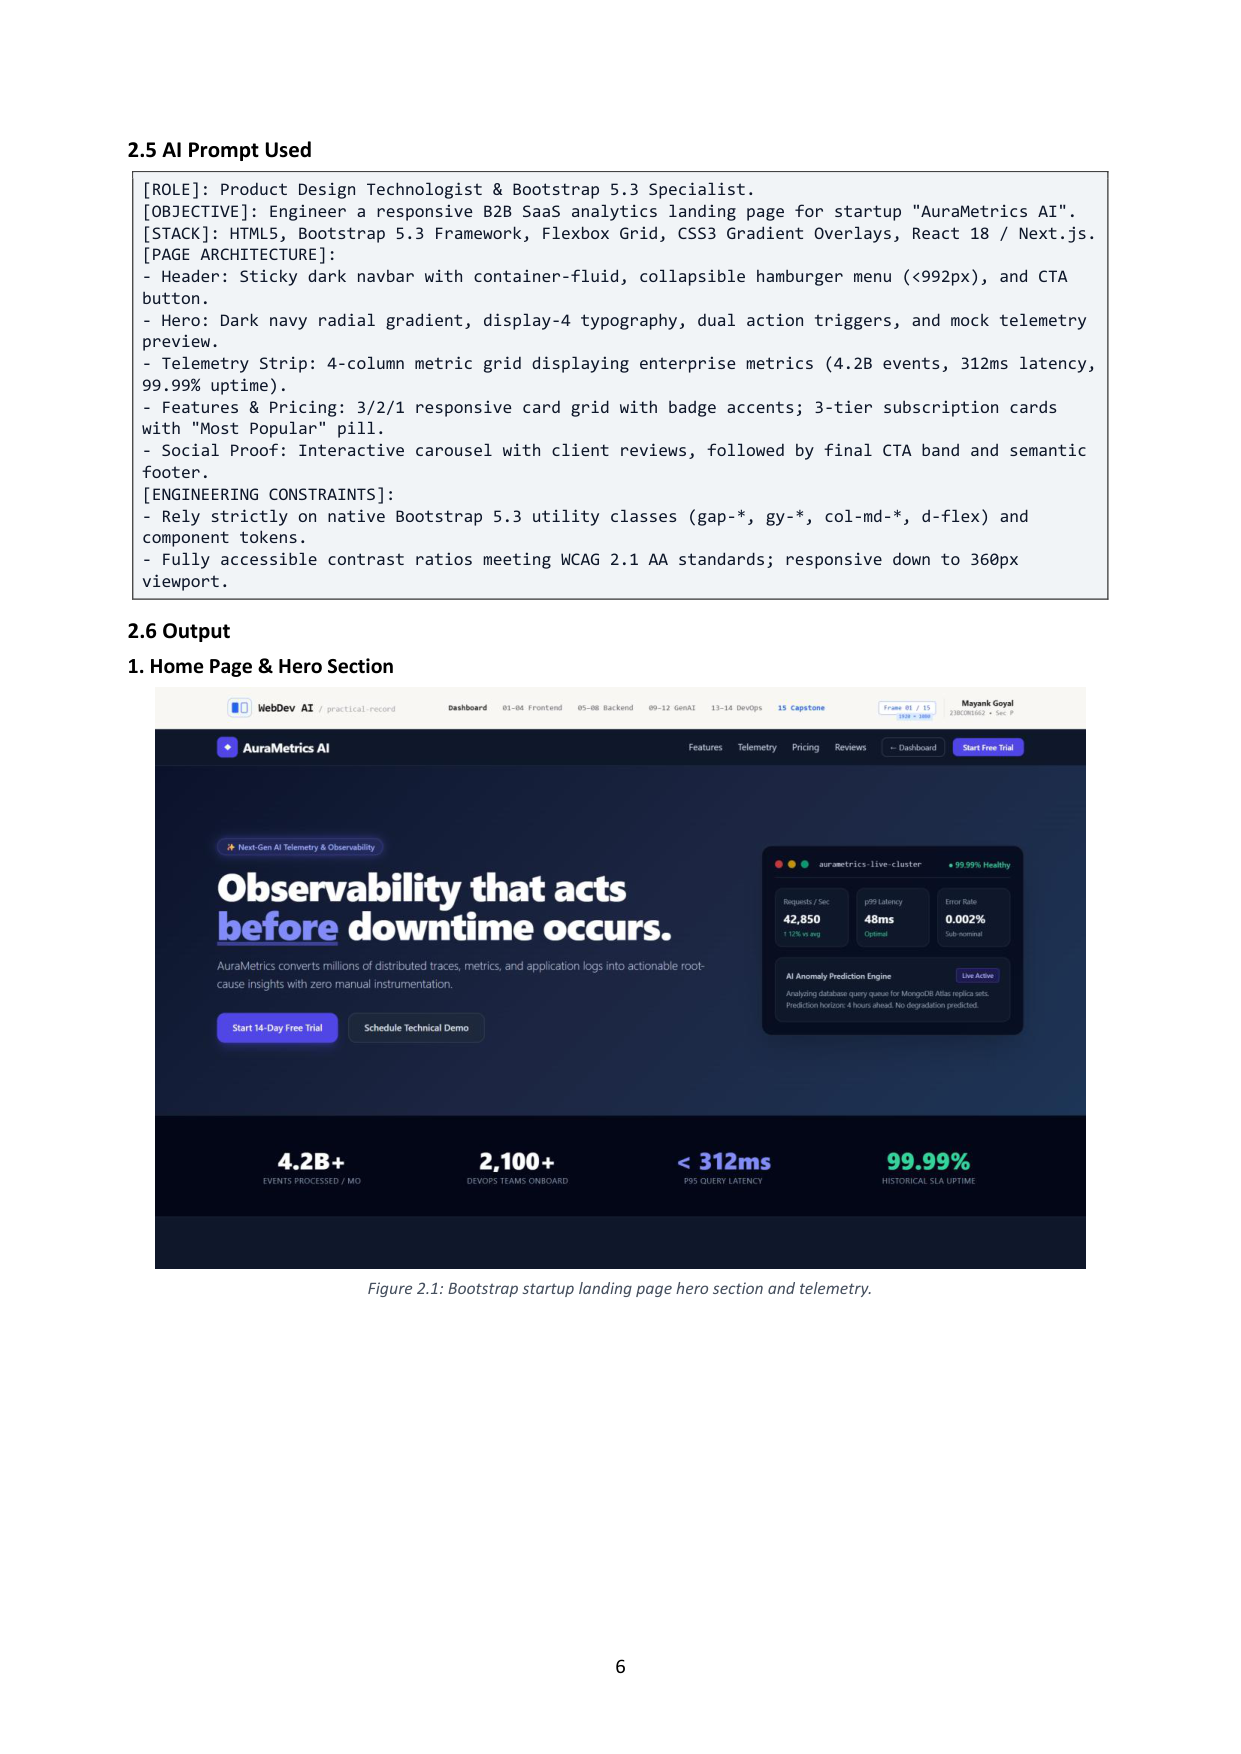 2.5 AI Prompt Used
[ROLE]: Product Design Technologist & Bootstrap 5.3 Specialist.
[OBJECTIVE]: Engineer a responsive B2B SaaS analytics landing page for startup "AuraMetrics AI".
[STACK]: HTML5, Bootstrap 5.3 Framework, Flexbox Grid, CSS3 Gradient Overlays, React 18 / Next.js.
[PAGE ARCHITECTURE]:
- Header: Sticky dark navbar with container-fluid, collapsible hamburger menu (<992px), and CTA
button.
- Hero: Dark navy radial gradient, display-4 typography, dual action triggers, and mock telemetry
preview.
- Telemetry Strip: 4-column metric grid displaying enterprise metrics (4.2B events, 312ms latency,
99.99% uptime).
- Features & Pricing: 3/2/1 responsive card grid with badge accents; 3-tier subscription cards
with "Most Popular" pill.
- Social Proof: Interactive carousel with client reviews, followed by final CTA band and semantic
footer.
[ENGINEERING CONSTRAINTS]:
- Rely strictly on native Bootstrap 5.3 utility classes (gap-*, gy-*, col-md-*, d-flex) and
component tokens.
- Fully accessible contrast ratios meeting WCAG 2.1 AA standards; responsive down to 360px
viewport.
2.6 Output
1. Home Page & Hero Section
WebDev AI / practical-record Dashboard 01-04 Frontend 05-08 Backend 09-12 GenAI 13-14 DevOps 15 Capstone Frame 01 / 15 Mayank Goyal
1920 × 1080 23BCON1662 • Sec P
AuraMetrics AI Features Telemetry Pricing Reviews ← Dashboard Start Free Trial
✨ Next-Gen AI Telemetry & Observability
Observability that acts
before downtime occurs.
AuraMetrics converts millions of distributed traces, metrics, and application logs into actionable root-
cause insights with zero manual instrumentation.
Start 14-Day Free Trial Schedule Technical Demo
aurametrics-live-cluster ● 99.99% Healthy
Requests / Sec p99 Latency Error Rate
42,850 48ms 0.002%
↑ 12% vs avg Optimal Sub-nominal
AI Anomaly Prediction Engine Live Active
Analyzing database query queue for MongoDB Atlas replica sets.
Prediction horizon: 4 hours ahead. No degradation predicted.
4.2B+ 2,100+ < 312ms 99.99%
EVENTS PROCESSED / MO DEVOPS TEAMS ONBOARD P95 QUERY LATENCY HISTORICAL SLA UPTIME
Figure 2.1: Bootstrap startup landing page hero section and telemetry.
6